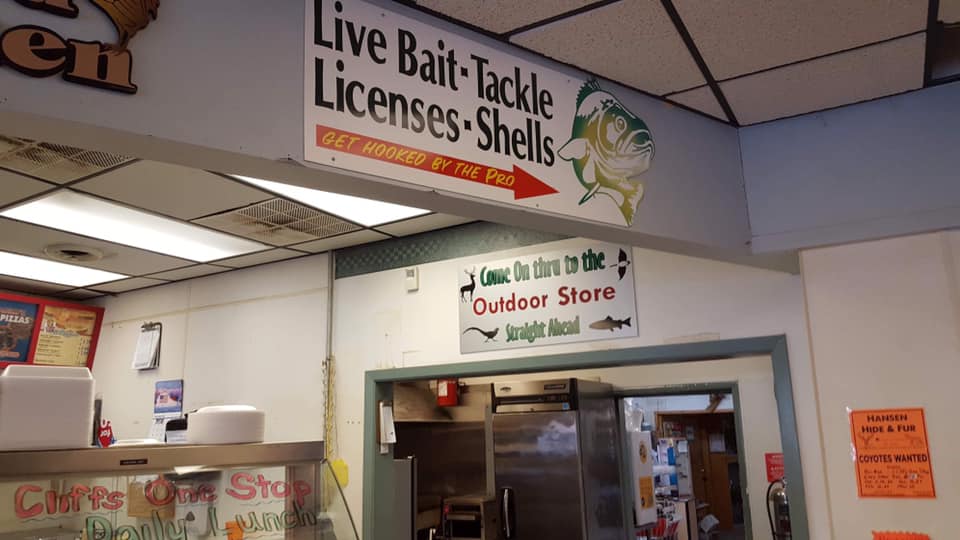 en
Live Bait·Tackle
Licenses·Shells
GET HOOKED BY THE PRO
Come On thru to the
Outdoor Store
Straight Ahead
PIZZAS
HANSEN
HIDE & FUR
COYOTES WANTED
Cliffs One Stop
Daily Lunch